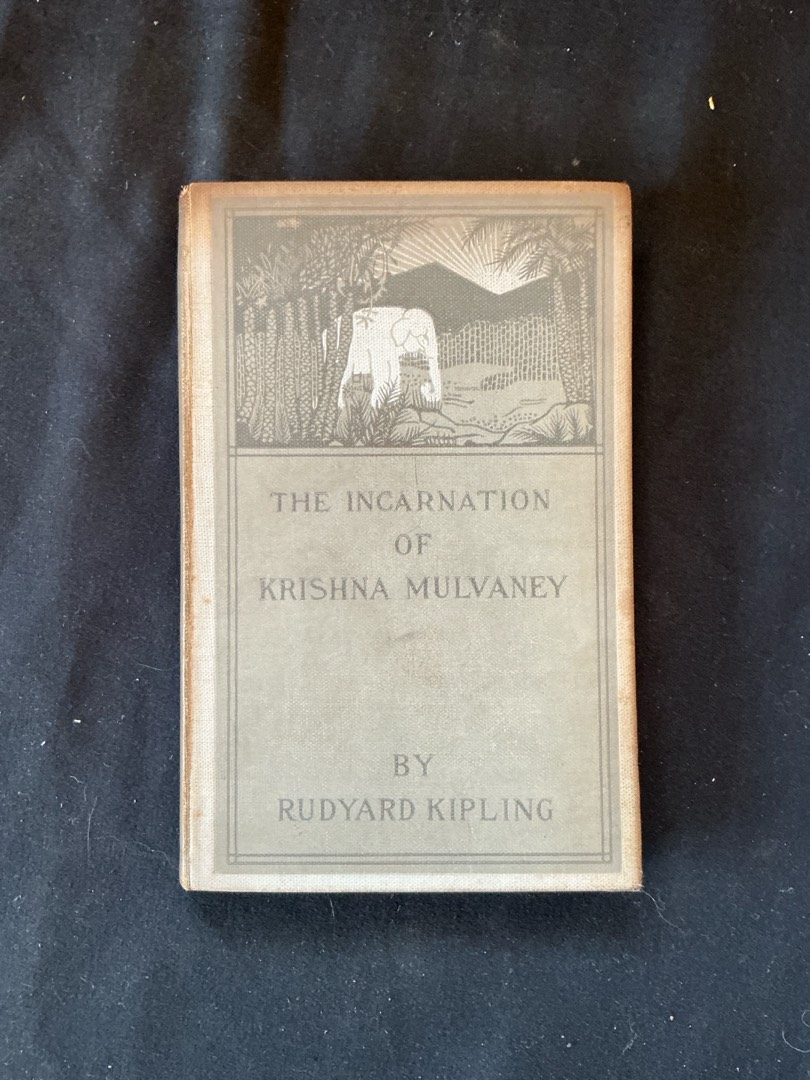 THE INCARNATION
OF
KRISHNA MULVANEY
BY
RUDYARD KIPLING